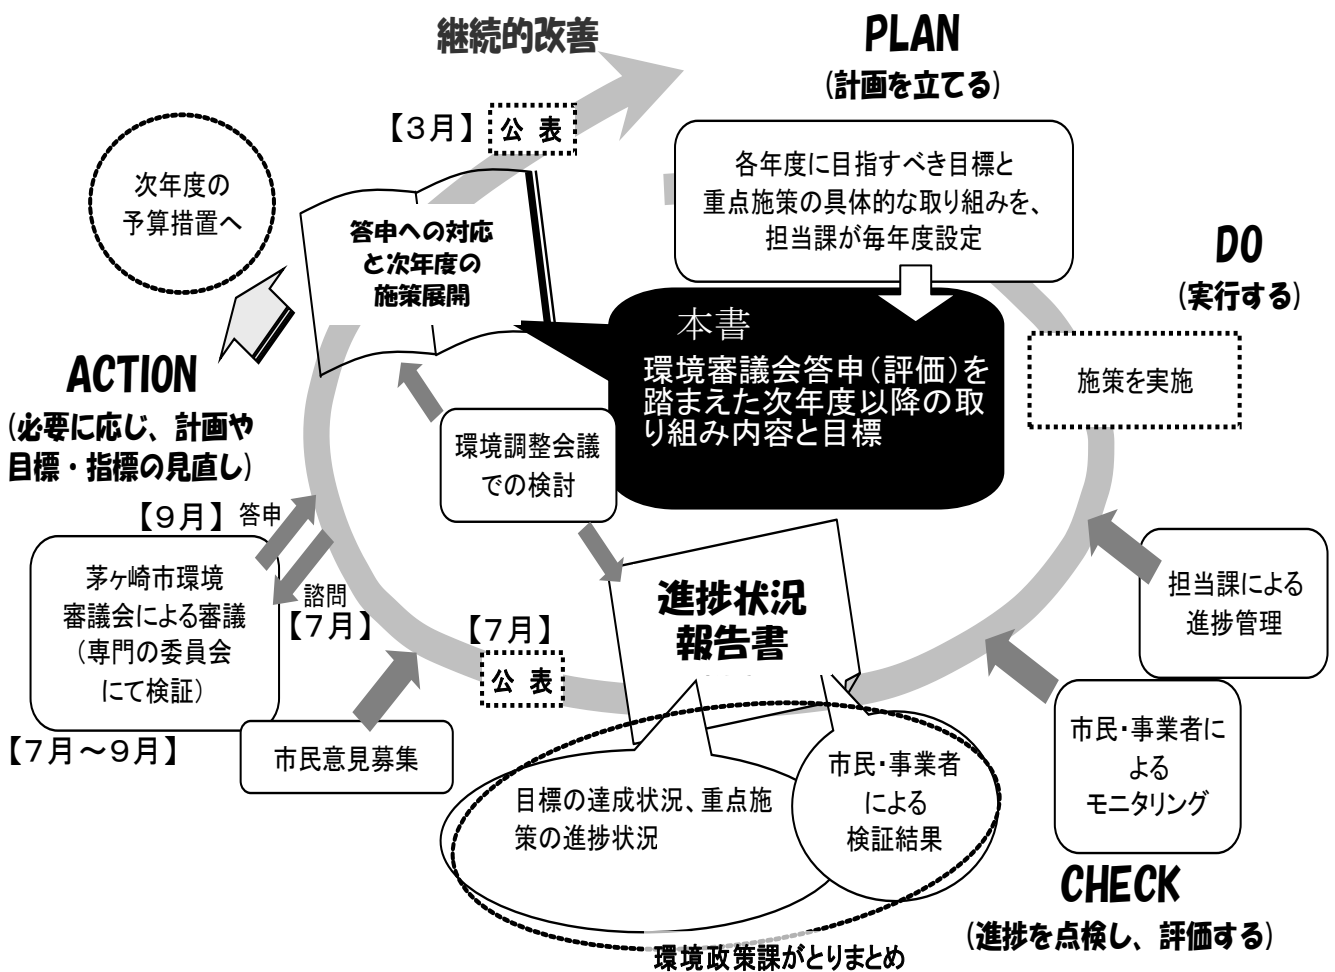 継続的改善
PLAN
(計画を立てる)
【3月】
公 表
各年度に目指すべき目標と
重点施策の具体的な取り組みを、
担当課が毎年度設定
次年度の
予算措置へ
答申への対応
と次年度の
施策展開
DO
(実行する)
施策を実施
本書
環境審議会答申(評価)を
踏まえた次年度以降の取
り組み内容と目標
ACTION
(必要に応じ、計画や
目標・指標の見直し)
環境調整会議
での検討
【9月】
答申
茅ヶ崎市環境
審議会による審議
(専門の委員会
にて検証)
諮問
【7月】
【7月~9月】
市民意見募集
【7月】
公 表
進捗状況
報告書
担当課による
進捗管理
市民・事業者に
よる
モニタリング
目標の達成状況、重点施
策の進捗状況
市民・事業者
による
検証結果
CHECK
(進捗を点検し、評価する)
環境政策課がとりまとめ